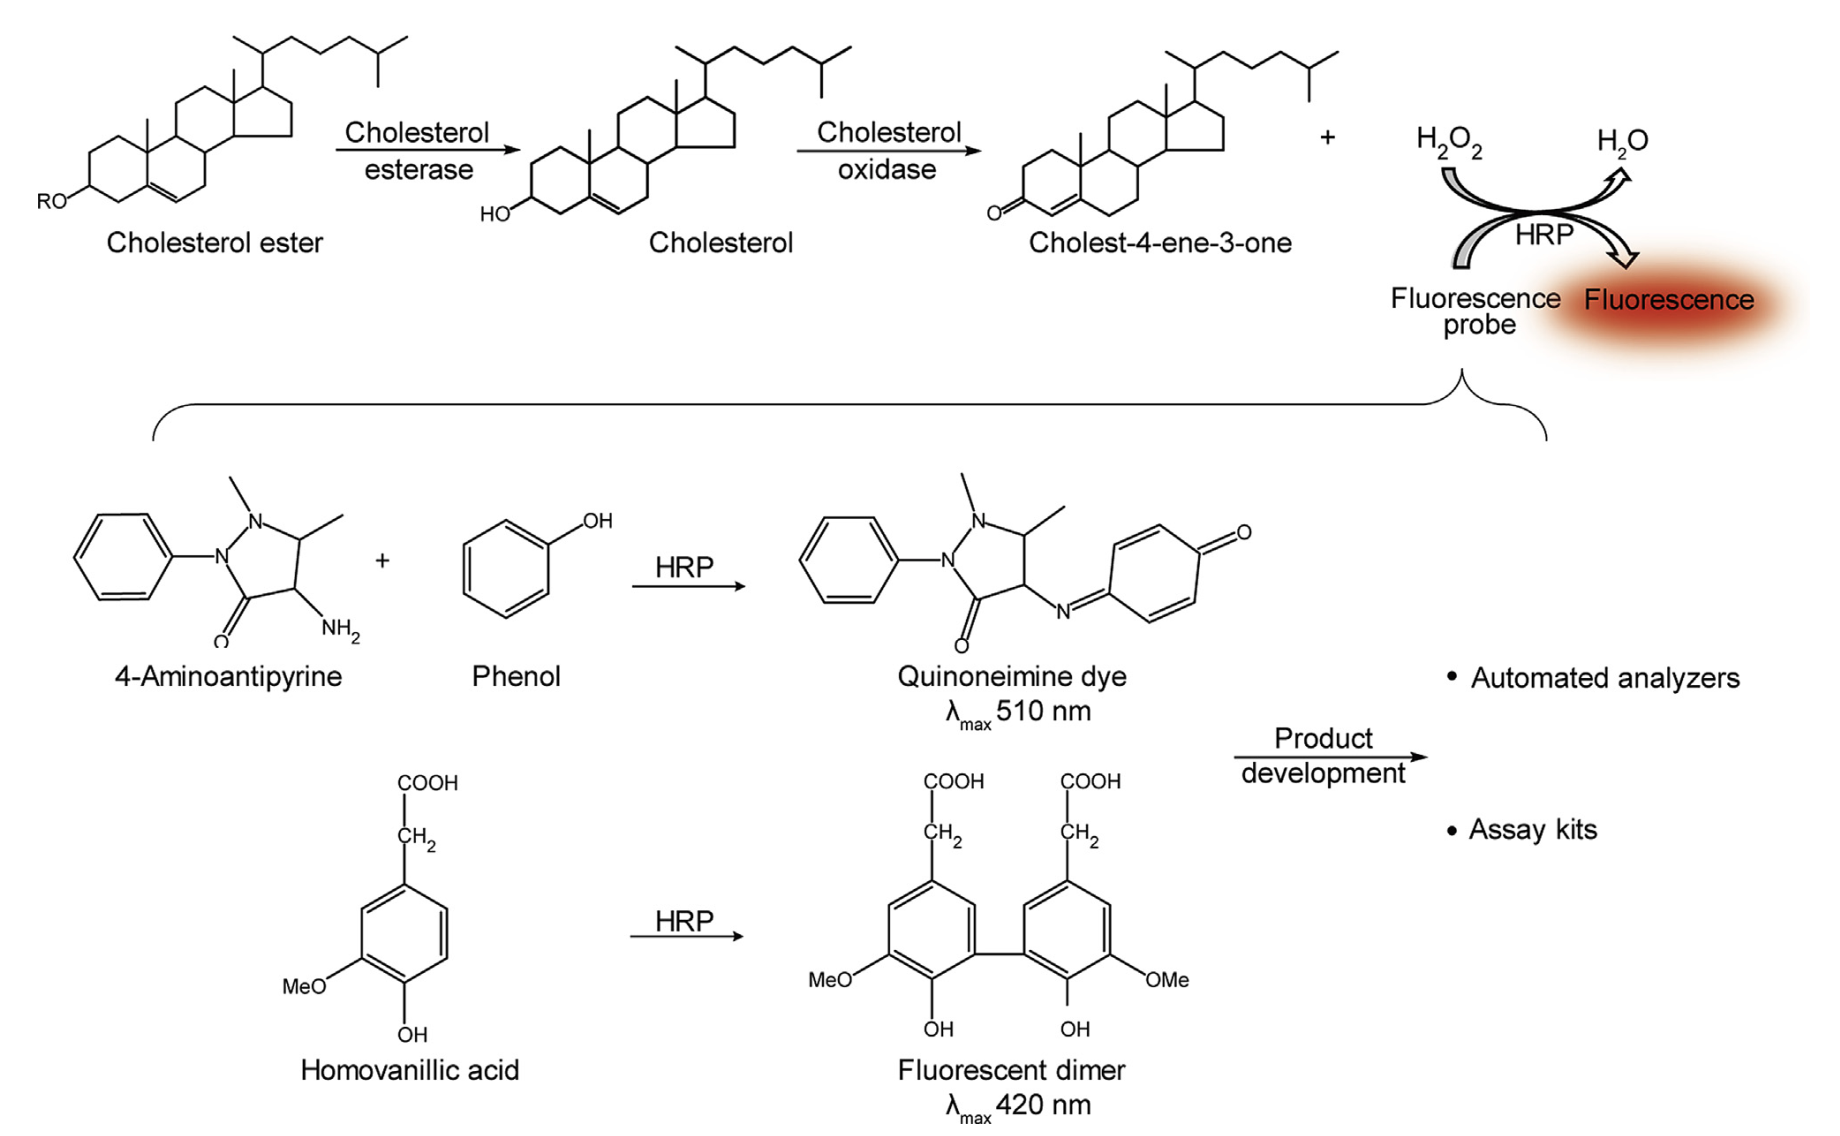 Cholesterol
esterase
Cholesterol
oxidase
+
H₂O₂
H₂O
HRP
RO
HO
O
Cholesterol ester
Cholesterol
Cholest-4-ene-3-one
Fluorescence
probe
Fluorescence
N
N
O
NH₂
+
OH
HRP
N
N
O
N
O
4-Aminoantipyrine
Phenol
Quinoneimine dye
λmax 510 nm
• Automated analyzers
Product
development
• Assay kits
COOH
CH₂
MeO
OH
HRP
COOH
COOH
CH₂
CH₂
MeO
OMe
OH
OH
Homovanillic acid
Fluorescent dimer
λmax 420 nm